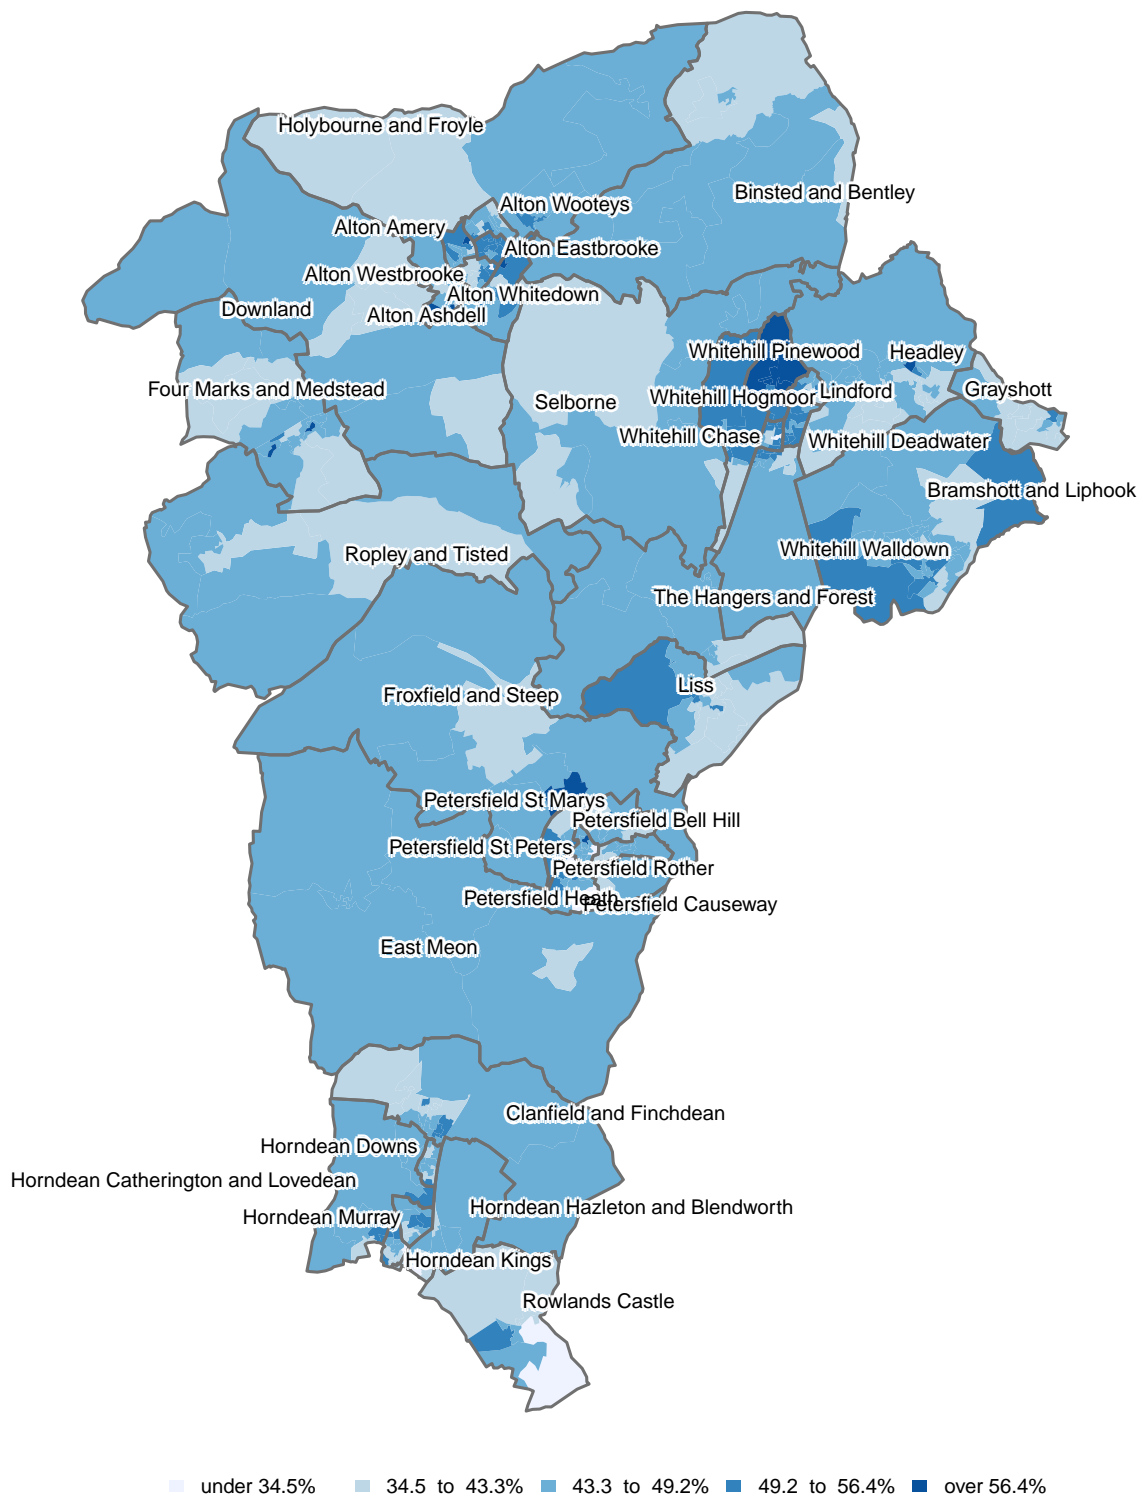 Holybourne and Froyle
Binsted and Bentley
Alton Wooteys
Alton Amery
Alton Eastbrooke
Alton Westbrooke
Alton Whitedown
Downland
Alton Ashdell
Whitehill Pinewood
Headley
Four Marks and Medstead
Grayshott
Lindford
Whitehill Hogmoor
Selborne
Whitehill Chase
Whitehill Deadwater
Bramshott and Liphook
Whitehill Walldown
Ropley and Tisted
The Hangers and Forest
Liss
Froxfield and Steep
Petersfield St Marys
Petersfield Bell Hill
Petersfield St Peters
Petersfield Rother
Petersfield Heath
Petersfield Causeway
East Meon
Clanfield and Finchdean
Horndean Downs
Horndean Catherington and Lovedean
Horndean Hazleton and Blendworth
Horndean Murray
Horndean Kings
Rowlands Castle
under 34.5% 34.5 to 43.3% 43.3 to 49.2% 49.2 to 56.4% over 56.4%